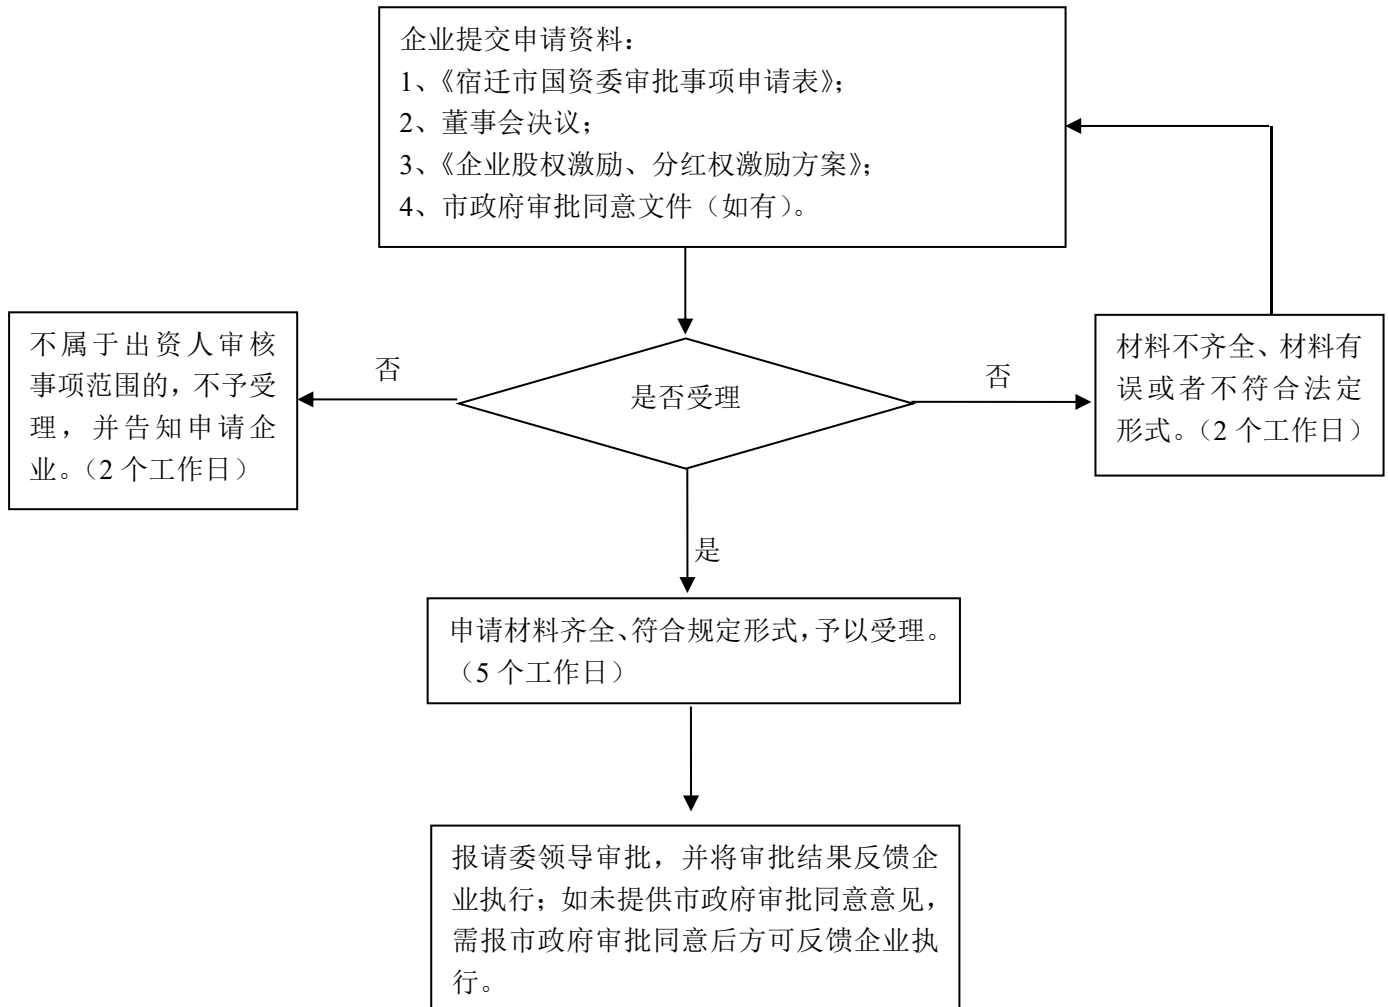 企业提交申请资料：
1、《宿迁市国资委审批事项申请表》；
2、董事会决议；
3、《企业股权激励、分红权激励方案》；
4、市政府审批同意文件（如有）。
不属于出资人审核
事项范围的，不予受
理，并告知申请企
业。（2 个工作日）
否
是否受理
否
材料不齐全、材料有
误或者不符合法定
形式。（2 个工作日）
是
申请材料齐全、符合规定形式，予以受理。
（5 个工作日）
报请委领导审批，并将审批结果反馈企
业执行；如未提供市政府审批同意意见，
需报市政府审批同意后方可反馈企业执
行。